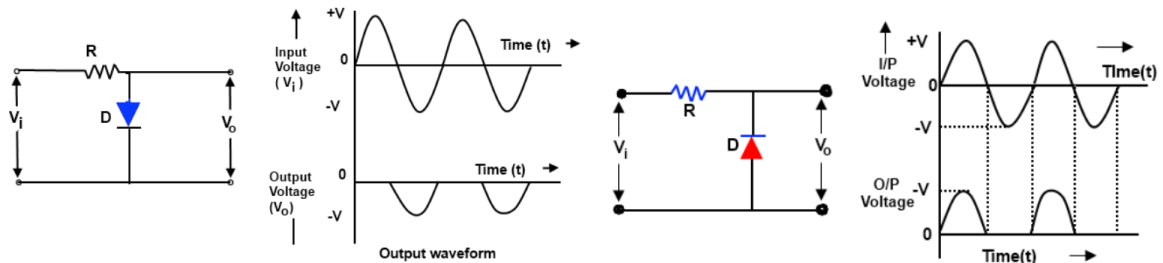 R
D
Vi
Vo
+V
Input
Voltage
( Vi )
0
Time (t)
-V
Output
Voltage
(Vo)
0
Time (t)
-V
Output waveform
R
D
Vi
Vo
+V
I/P
Voltage
0
TIme(t)
-V
O/P
Voltage
-V
0
Time(t)